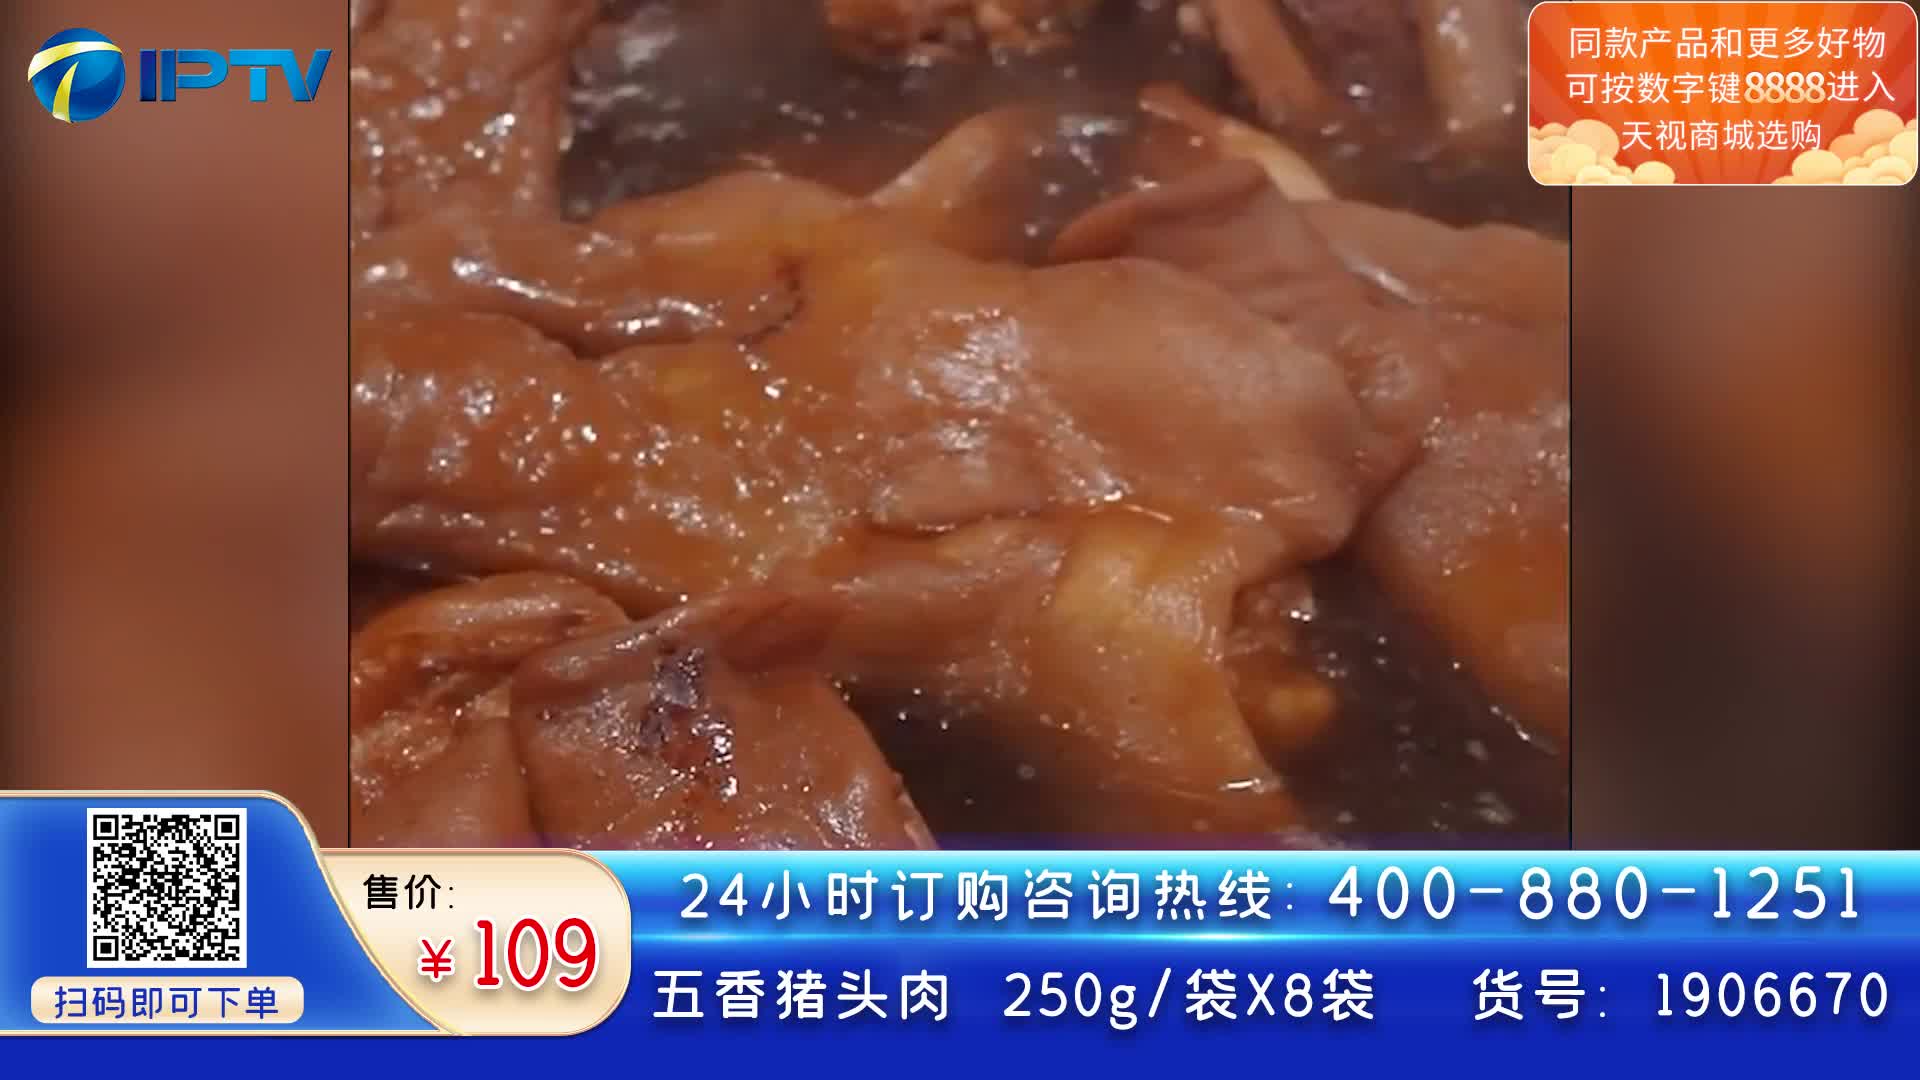 IPTV
同款产品和更多好物
可按数字键8888进入
天视商城选购
扫码即可下单
售价:
¥109
24小时订购咨询热线: 400-880-1251
五香猪头肉 250g/袋X8袋 货号: 1906670